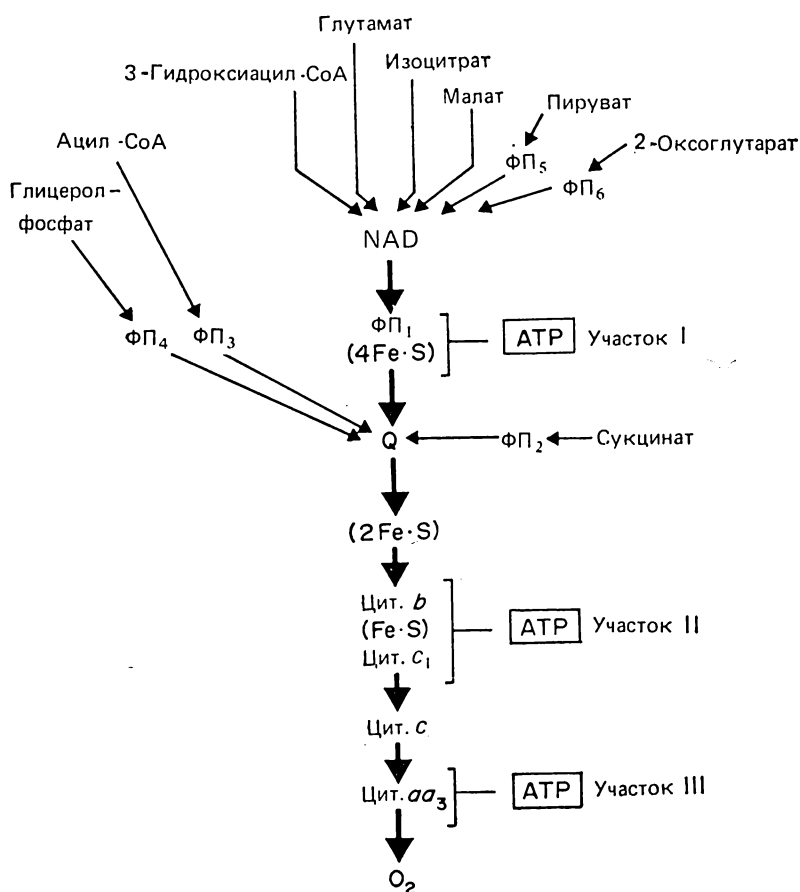 Глутамат
3-Гидроксиацил-CoA
Изоцитрат
Малат
Пируват
Ацил-CoA
2-Оксоглутарат
ФП₅
ФП₆
Глицерол-
фосфат
NAD
ФП₄
ФП₃
ФП₁
(4Fe·S)
ATP
Участок I
Q
ФП₂
Сукцинат
(2Fe·S)
Цит. b
(Fe·S)
Цит. c₁
ATP
Участок II
Цит. c
Цит. aa₃
ATP
Участок III
O₂